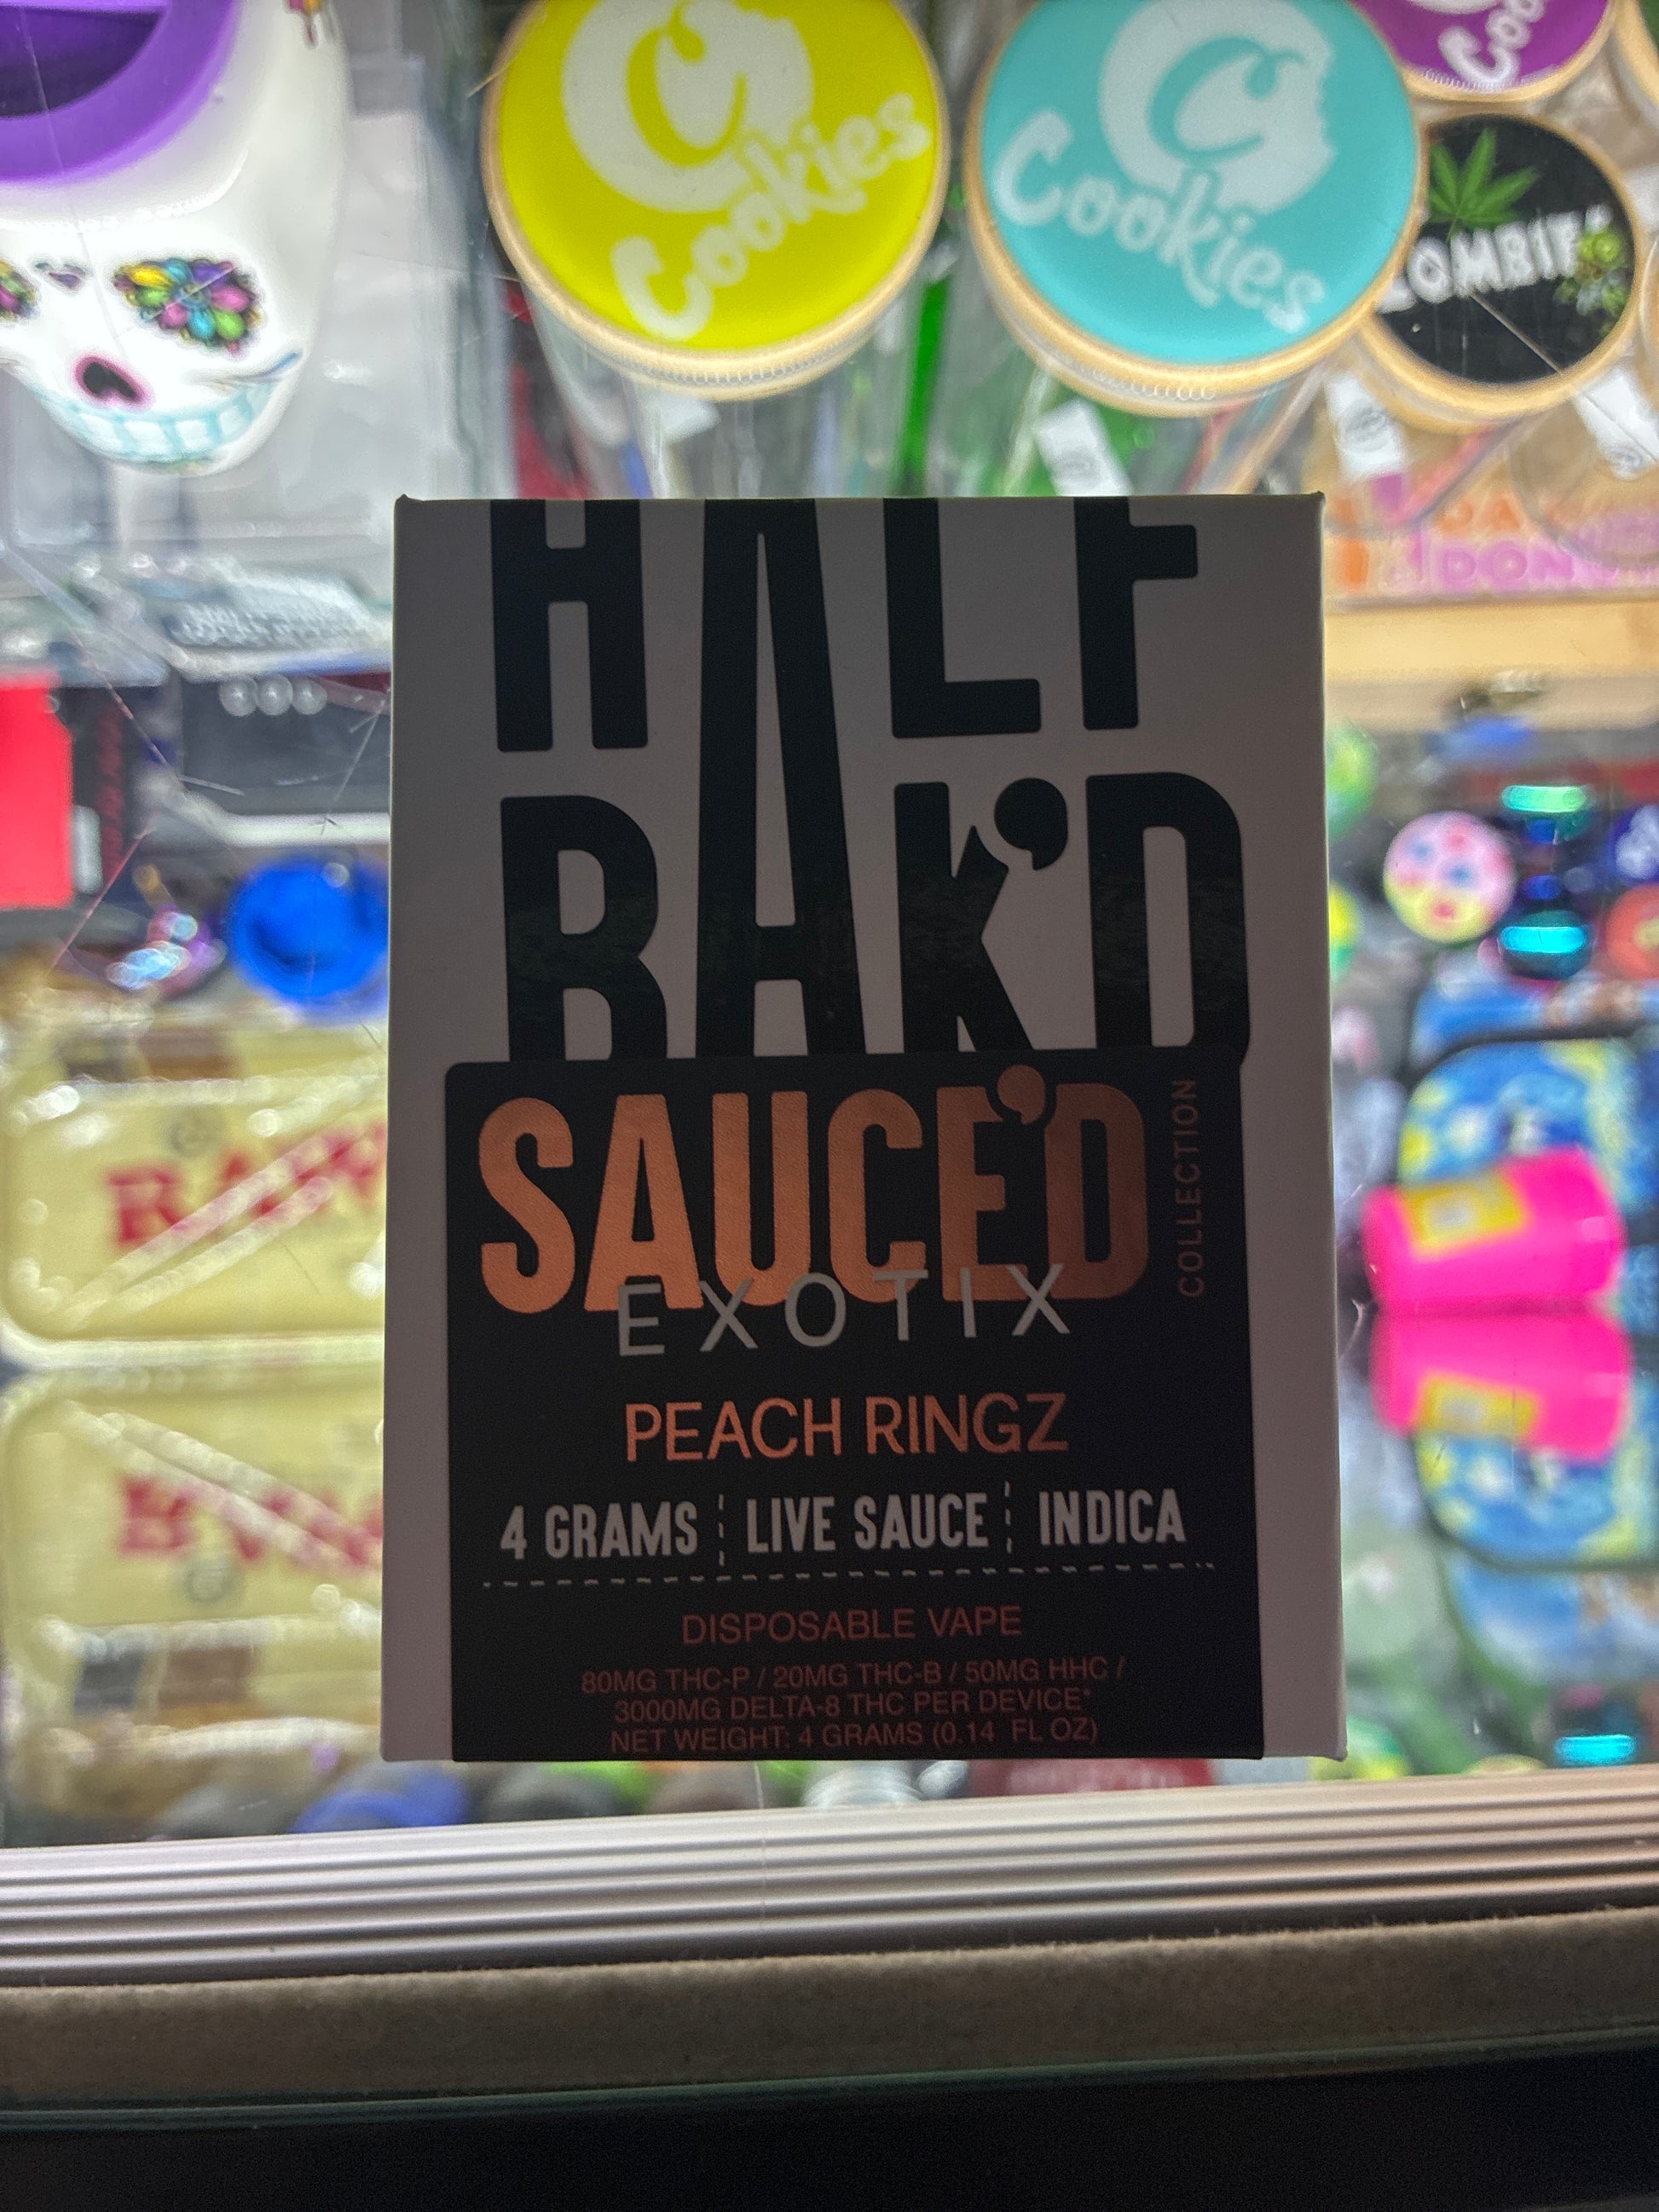 Cookies
Cookies
HALF
BAK'D
SAUCE'D
COLLECTION
EXOTIX
PEACH RINGZ
4 GRAMS ¦ LIVE SAUCE ¦ INDICA
DISPOSABLE VAPE
80MG THC-P / 20MG THC-B / 50MG HHC /
3000MG DELTA-8 THC PER DEVICE*
NET WEIGHT: 4 GRAMS (0.14 FL OZ)
RAW